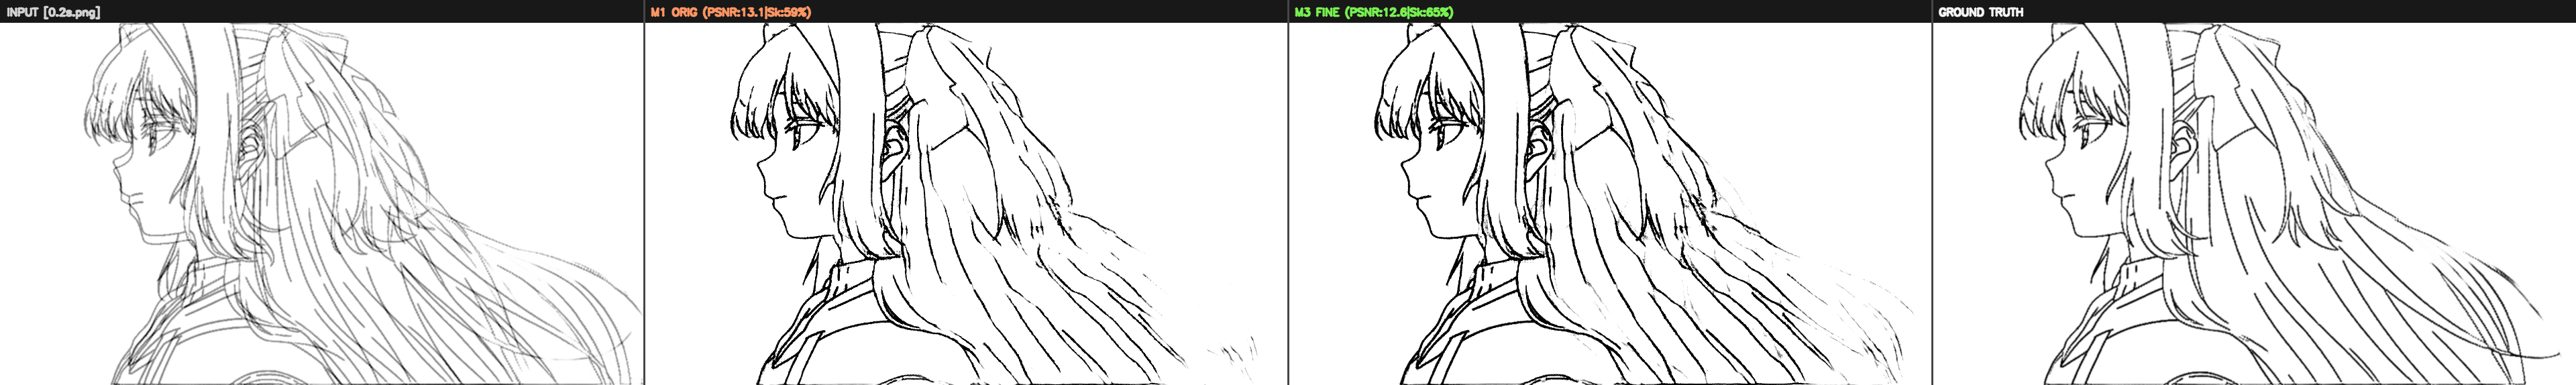 INPUT [0.2s.png]
M1 ORIG (PSNR:13.1|Sk:59%)
M3 FINE (PSNR:12.6|Sk:65%)
GROUND TRUTH